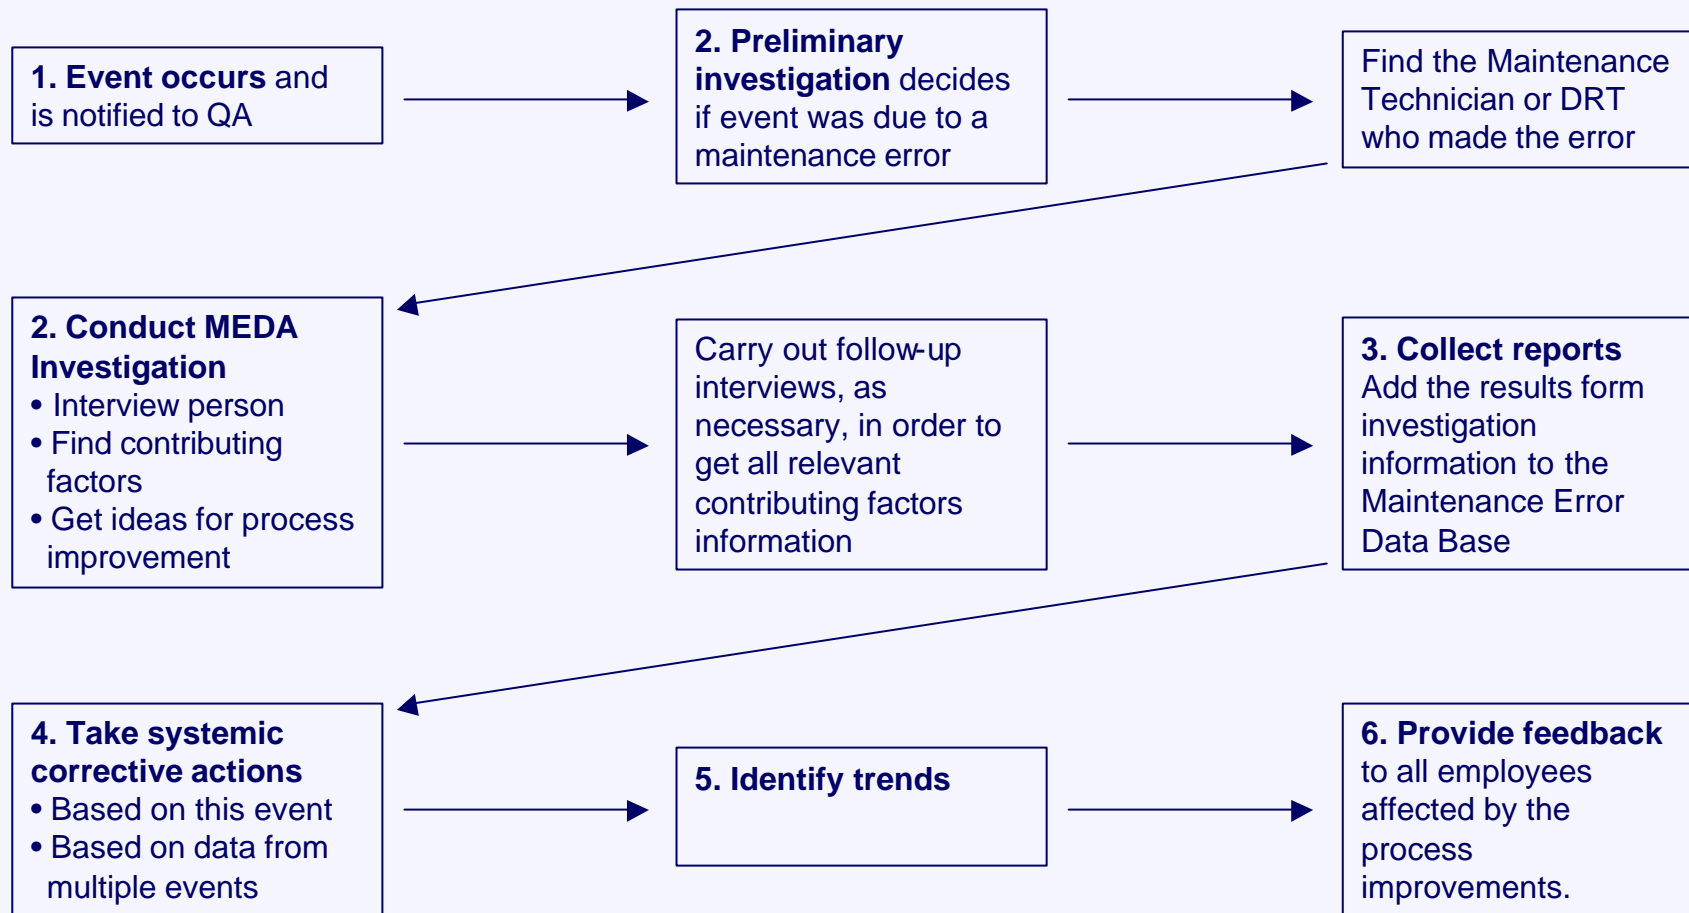 1. Event occurs and
is notified to QA
2. Preliminary
investigation decides
if event was due to a
maintenance error
Find the Maintenance
Technician or DRT
who made the error
2. Conduct MEDA
Investigation
• Interview person
• Find contributing
factors
• Get ideas for process
improvement
Carry out follow-up
interviews, as
necessary, in order to
get all relevant
contributing factors
information
3. Collect reports
Add the results form
investigation
information to the
Maintenance Error
Data Base
4. Take systemic
corrective actions
• Based on this event
• Based on data from
multiple events
5. Identify trends
6. Provide feedback
to all employees
affected by the
process
improvements.